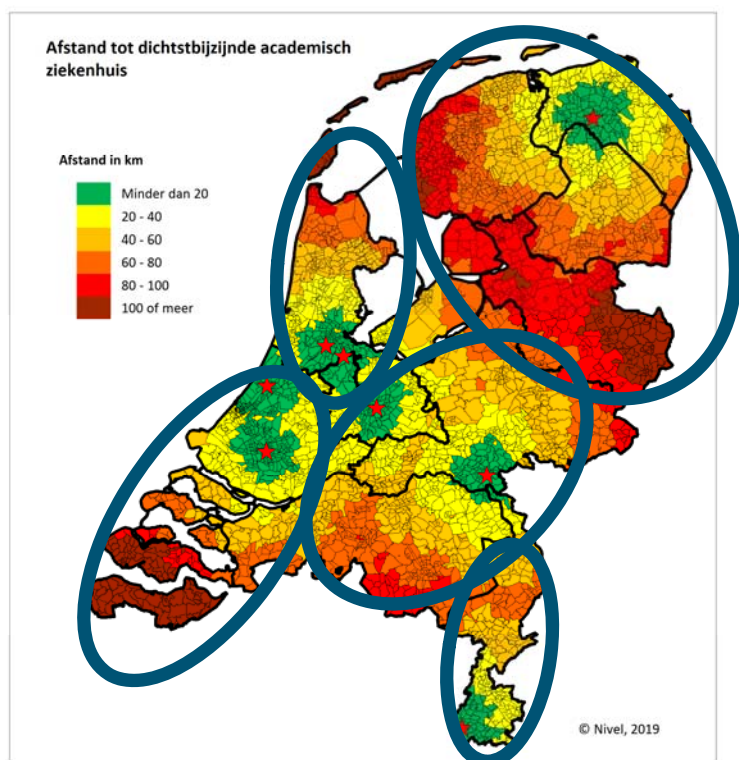 Afstand tot dichtstbijzijnde academisch
ziekenhuis
Afstand in km
Minder dan 20
20 - 40
40 - 60
60 - 80
80 - 100
100 of meer
© Nivel, 2019